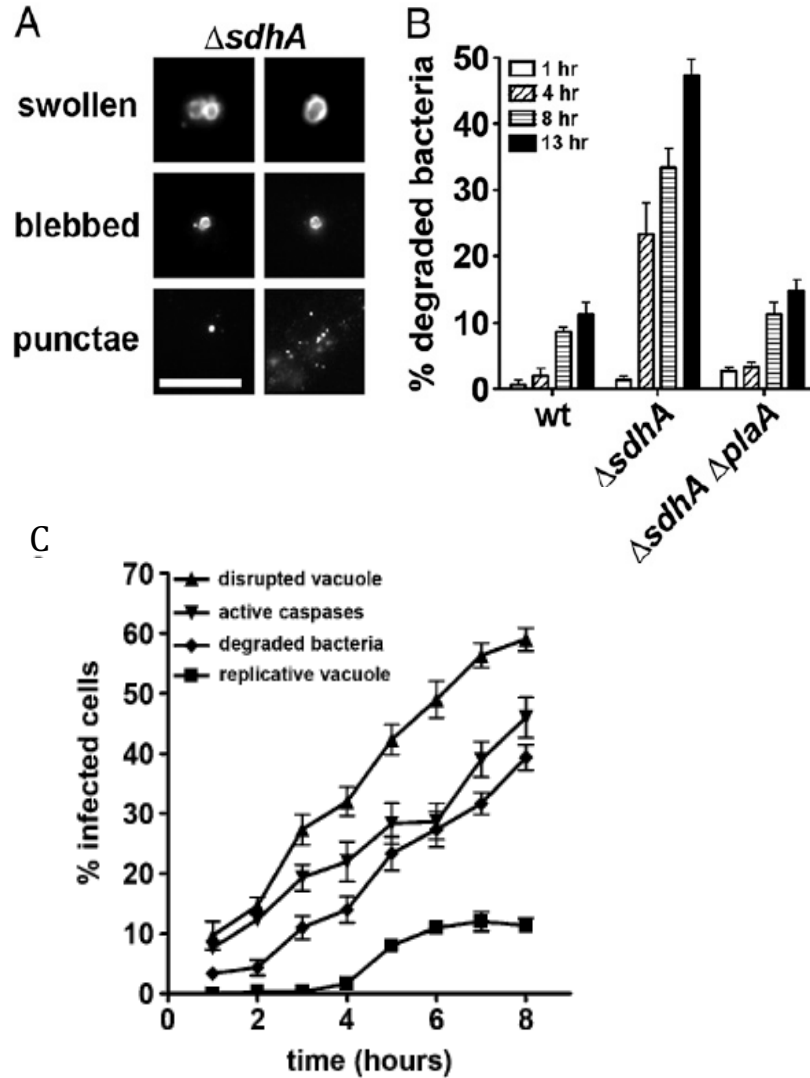 A
ΔsdhA
swollen
blebbed
punctae
B
% degraded bacteria
50
40
30
20
10
0
1 hr
4 hr
8 hr
13 hr
wt
ΔsdhA
ΔsdhA ΔplaA
C
% infected cells
70
60
50
40
30
20
10
0
disrupted vacuole
active caspases
degraded bacteria
replicative vacuole
0 2 4 6 8
time (hours)